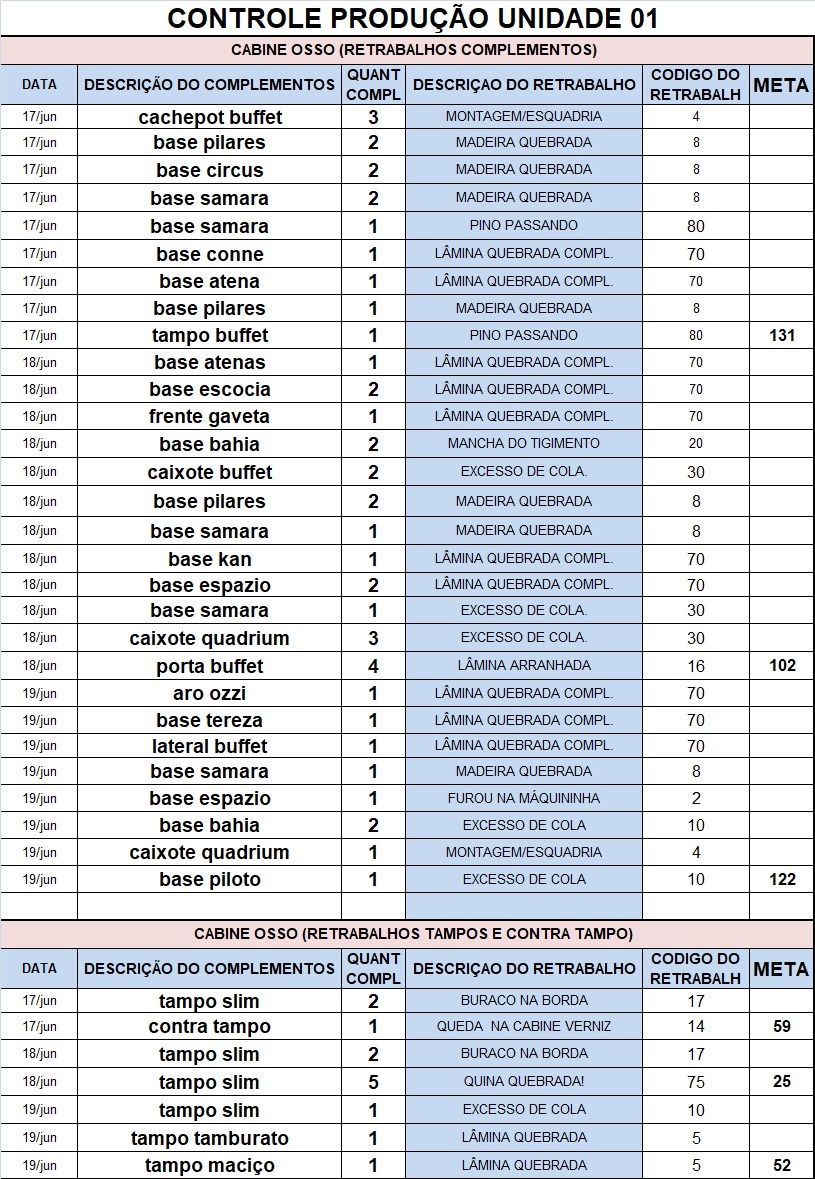 CONTROLE PRODUÇÃO UNIDADE 01
CABINE OSSO (RETRABALHOS COMPLEMENTOS)
DATA DESCRIÇÃO DO COMPLEMENTOS QUANT COMPL DESCRIÇAO DO RETRABALHO CODIGO DO RETRABALH META
17/jun cachepot buffet 3 MONTAGEM/ESQUADRIA 4
17/jun base pilares 2 MADEIRA QUEBRADA 8
17/jun base circus 2 MADEIRA QUEBRADA 8
17/jun base samara 2 MADEIRA QUEBRADA 8
17/jun base samara 1 PINO PASSANDO 80
17/jun base conne 1 LÂMINA QUEBRADA COMPL. 70
17/jun base atena 1 LÂMINA QUEBRADA COMPL. 70
17/jun base pilares 1 MADEIRA QUEBRADA 8
17/jun tampo buffet 1 PINO PASSANDO 80 131
18/jun base atenas 1 LÂMINA QUEBRADA COMPL. 70
18/jun base escocia 2 LÂMINA QUEBRADA COMPL. 70
18/jun frente gaveta 1 LÂMINA QUEBRADA COMPL. 70
18/jun base bahia 2 MANCHA DO TIGIMENTO 20
18/jun caixote buffet 2 EXCESSO DE COLA. 30
18/jun base pilares 2 MADEIRA QUEBRADA 8
18/jun base samara 1 MADEIRA QUEBRADA 8
18/jun base kan 1 LÂMINA QUEBRADA COMPL. 70
18/jun base espazio 2 LÂMINA QUEBRADA COMPL. 70
18/jun base samara 1 EXCESSO DE COLA. 30
18/jun caixote quadrium 3 EXCESSO DE COLA. 30
18/jun porta buffet 4 LÂMINA ARRANHADA 16 102
19/jun aro ozzi 1 LÂMINA QUEBRADA COMPL. 70
19/jun base tereza 1 LÂMINA QUEBRADA COMPL. 70
19/jun lateral buffet 1 LÂMINA QUEBRADA COMPL. 70
19/jun base samara 1 MADEIRA QUEBRADA 8
19/jun base espazio 1 FUROU NA MÁQUININHA 2
19/jun base bahia 2 EXCESSO DE COLA 10
19/jun caixote quadrium 1 MONTAGEM/ESQUADRIA 4
19/jun base piloto 1 EXCESSO DE COLA 10 122
CABINE OSSO (RETRABALHOS TAMPOS E CONTRA TAMPO)
DATA DESCRIÇÃO DO COMPLEMENTOS QUANT COMPL DESCRIÇAO DO RETRABALHO CODIGO DO RETRABALH META
17/jun tampo slim 2 BURACO NA BORDA 17
17/jun contra tampo 1 QUEDA NA CABINE VERNIZ 14 59
18/jun tampo slim 2 BURACO NA BORDA 17
18/jun tampo slim 5 QUINA QUEBRADA! 75 25
19/jun tampo slim 1 EXCESSO DE COLA 10
19/jun tampo tamburato 1 LÂMINA QUEBRADA 5
19/jun tampo maciço 1 LÂMINA QUEBRADA 5 52